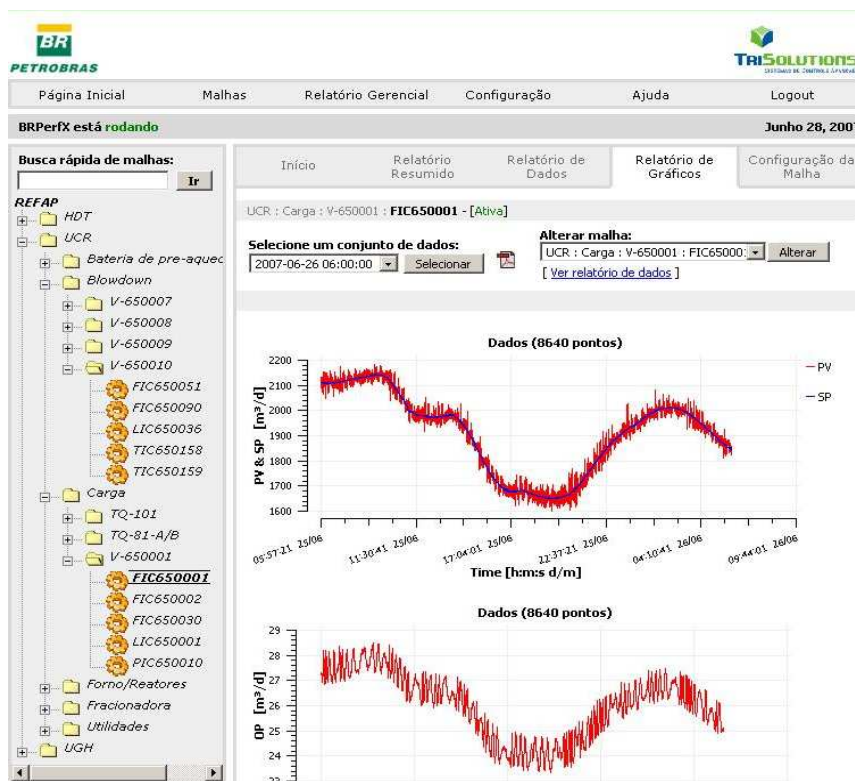 BR
PETROBRAS
TRISOLUTIONS
Página Inicial Malhas Relatório Gerencial Configuração Ajuda Logout
BRPerfX está rodando Junho 28, 2007
Busca rápida de malhas:
Ir
Início Relatório Resumido Relatório de Dados Relatório de Gráficos Configuração da Malha
REFAP
HDT
UCR
Bateria de pre-aquec
Blowdown
V-650007
V-650008
V-650009
V-650010
FIC650051
FIC650090
LIC650036
TIC650158
TIC650159
Carga
TQ-101
TQ-81-A/B
V-650001
FIC650001
FIC650002
FIC650030
LIC650001
PIC650010
Forno/Reatores
Fracionadora
Utilidades
UGH
UCR : Carga : V-650001 : FIC650001 - [Ativa]
Selecione um conjunto de dados:
2007-06-26 06:00:00 Selecionar
Alterar malha:
UCR : Carga : V-650001 : FIC65000 Alterar
[ Ver relatório de dados ]
Dados (8640 pontos)
PV
SP
PV & SP [m³/d]
2200
2100
2000
1900
1800
1700
1600
05:57:21 25/06 11:30:41 25/06 17:04:01 25/06 22:37:21 25/06 04:10:41 26/06 09:44:01 26/06
Time [h:m:s d/m]
Dados (8640 pontos)
OP [m³/d]
29
28
27
26
25
24
23